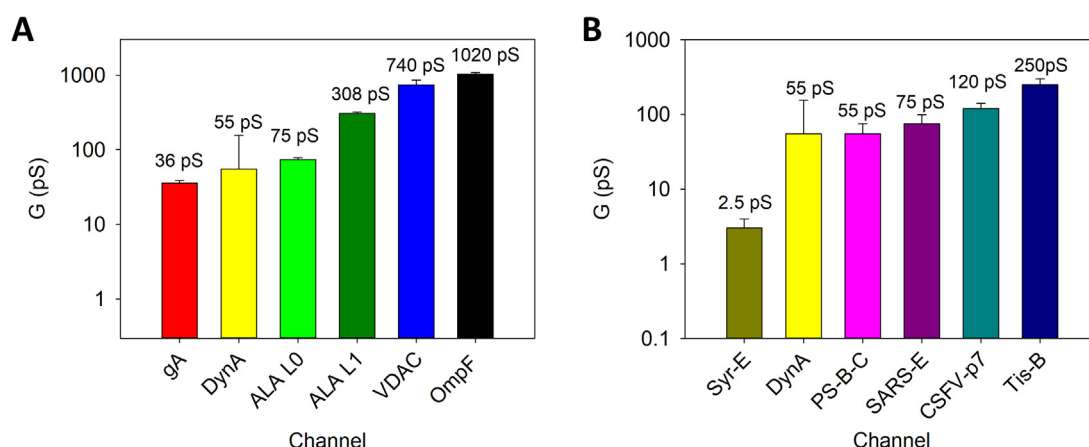 A
1000
100
10
1
G (pS)
36 pS
55 pS
75 pS
308 pS
740 pS
1020 pS
gA
DynA
ALA L0
ALA L1
VDAC
OmpF
Channel
B
1000
100
10
1
0.1
G (pS)
2.5 pS
55 pS
55 pS
75 pS
120 pS
250pS
Syr-E
DynA
PS-B-C
SARS-E
CSFV-p7
Tis-B
Channel